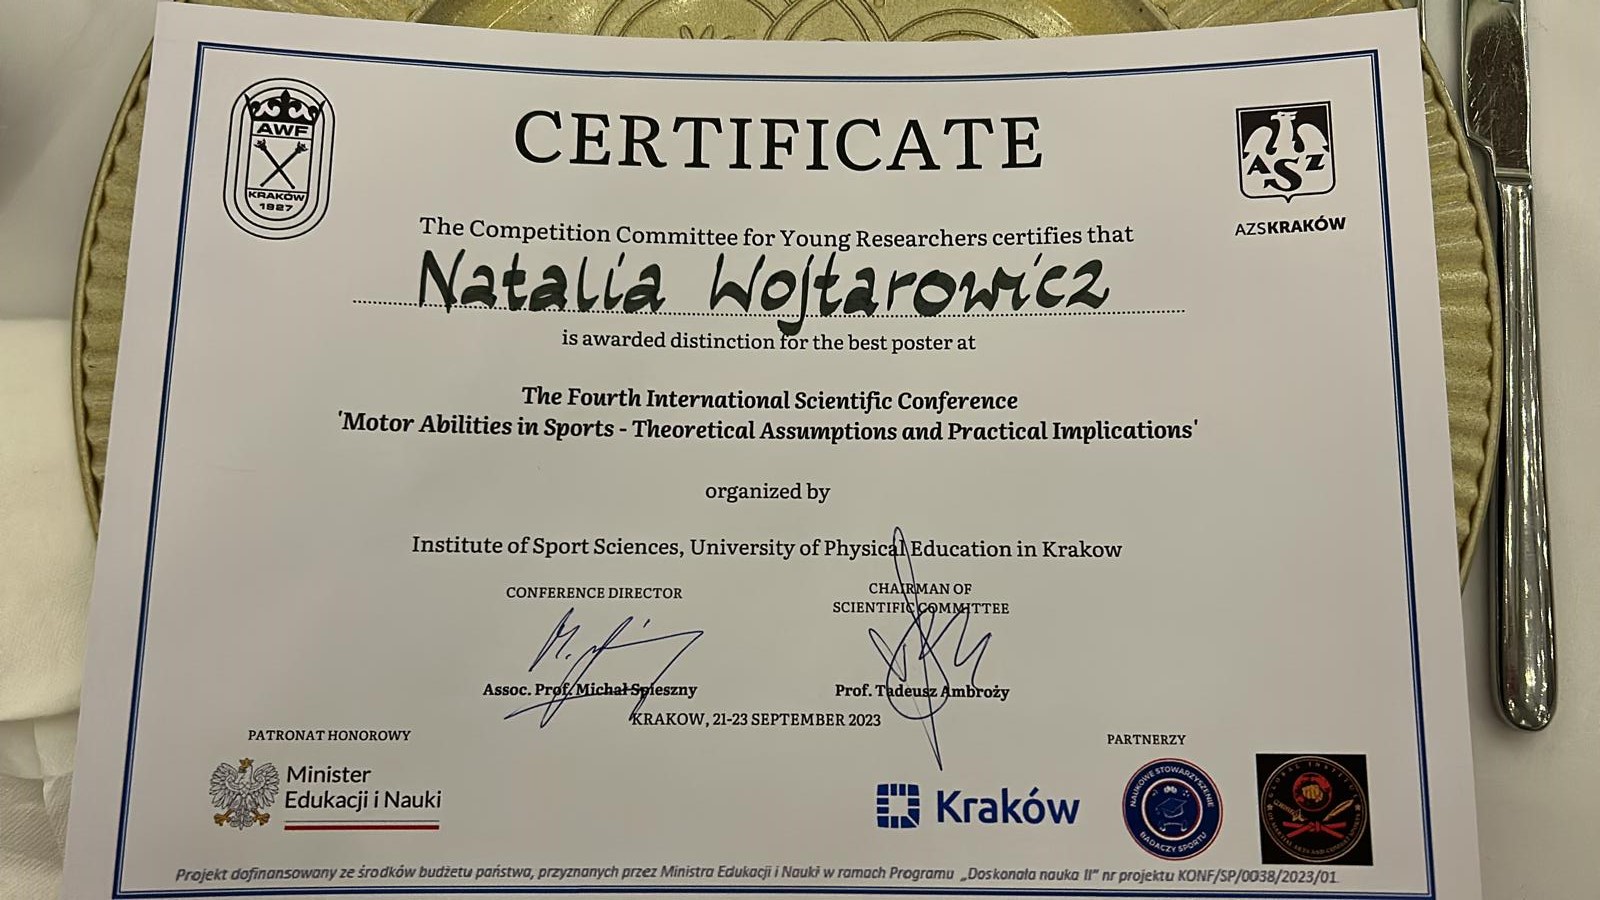 CERTIFICATE
AWF
KRAKÓW
1927
AZS
AZSKRAKÓW
The Competition Committee for Young Researchers certifies that
Natalia Wojtarowicz
is awarded distinction for the best poster at
The Fourth International Scientific Conference
'Motor Abilities in Sports - Theoretical Assumptions and Practical Implications'
organized by
Institute of Sport Sciences, University of Physical Education in Krakow
CONFERENCE DIRECTOR
Assoc. Prof. Michał Spieszny
CHAIRMAN OF
SCIENTIFIC COMMITTEE
Prof. Tadeusz Ambroży
KRAKOW, 21-23 SEPTEMBER 2023
PATRONAT HONOROWY
Minister
Edukacji i Nauki
Kraków
PARTNERZY
NAUKOWE STOWARZYSZENIE
BADACZY SPORTU
Projekt dofinansowany ze środków budżetu państwa, przyznanych przez Ministra Edukacji i Nauki w ramach Programu „Doskonała nauka II" nr projektu KONF/SP/0038/2023/01